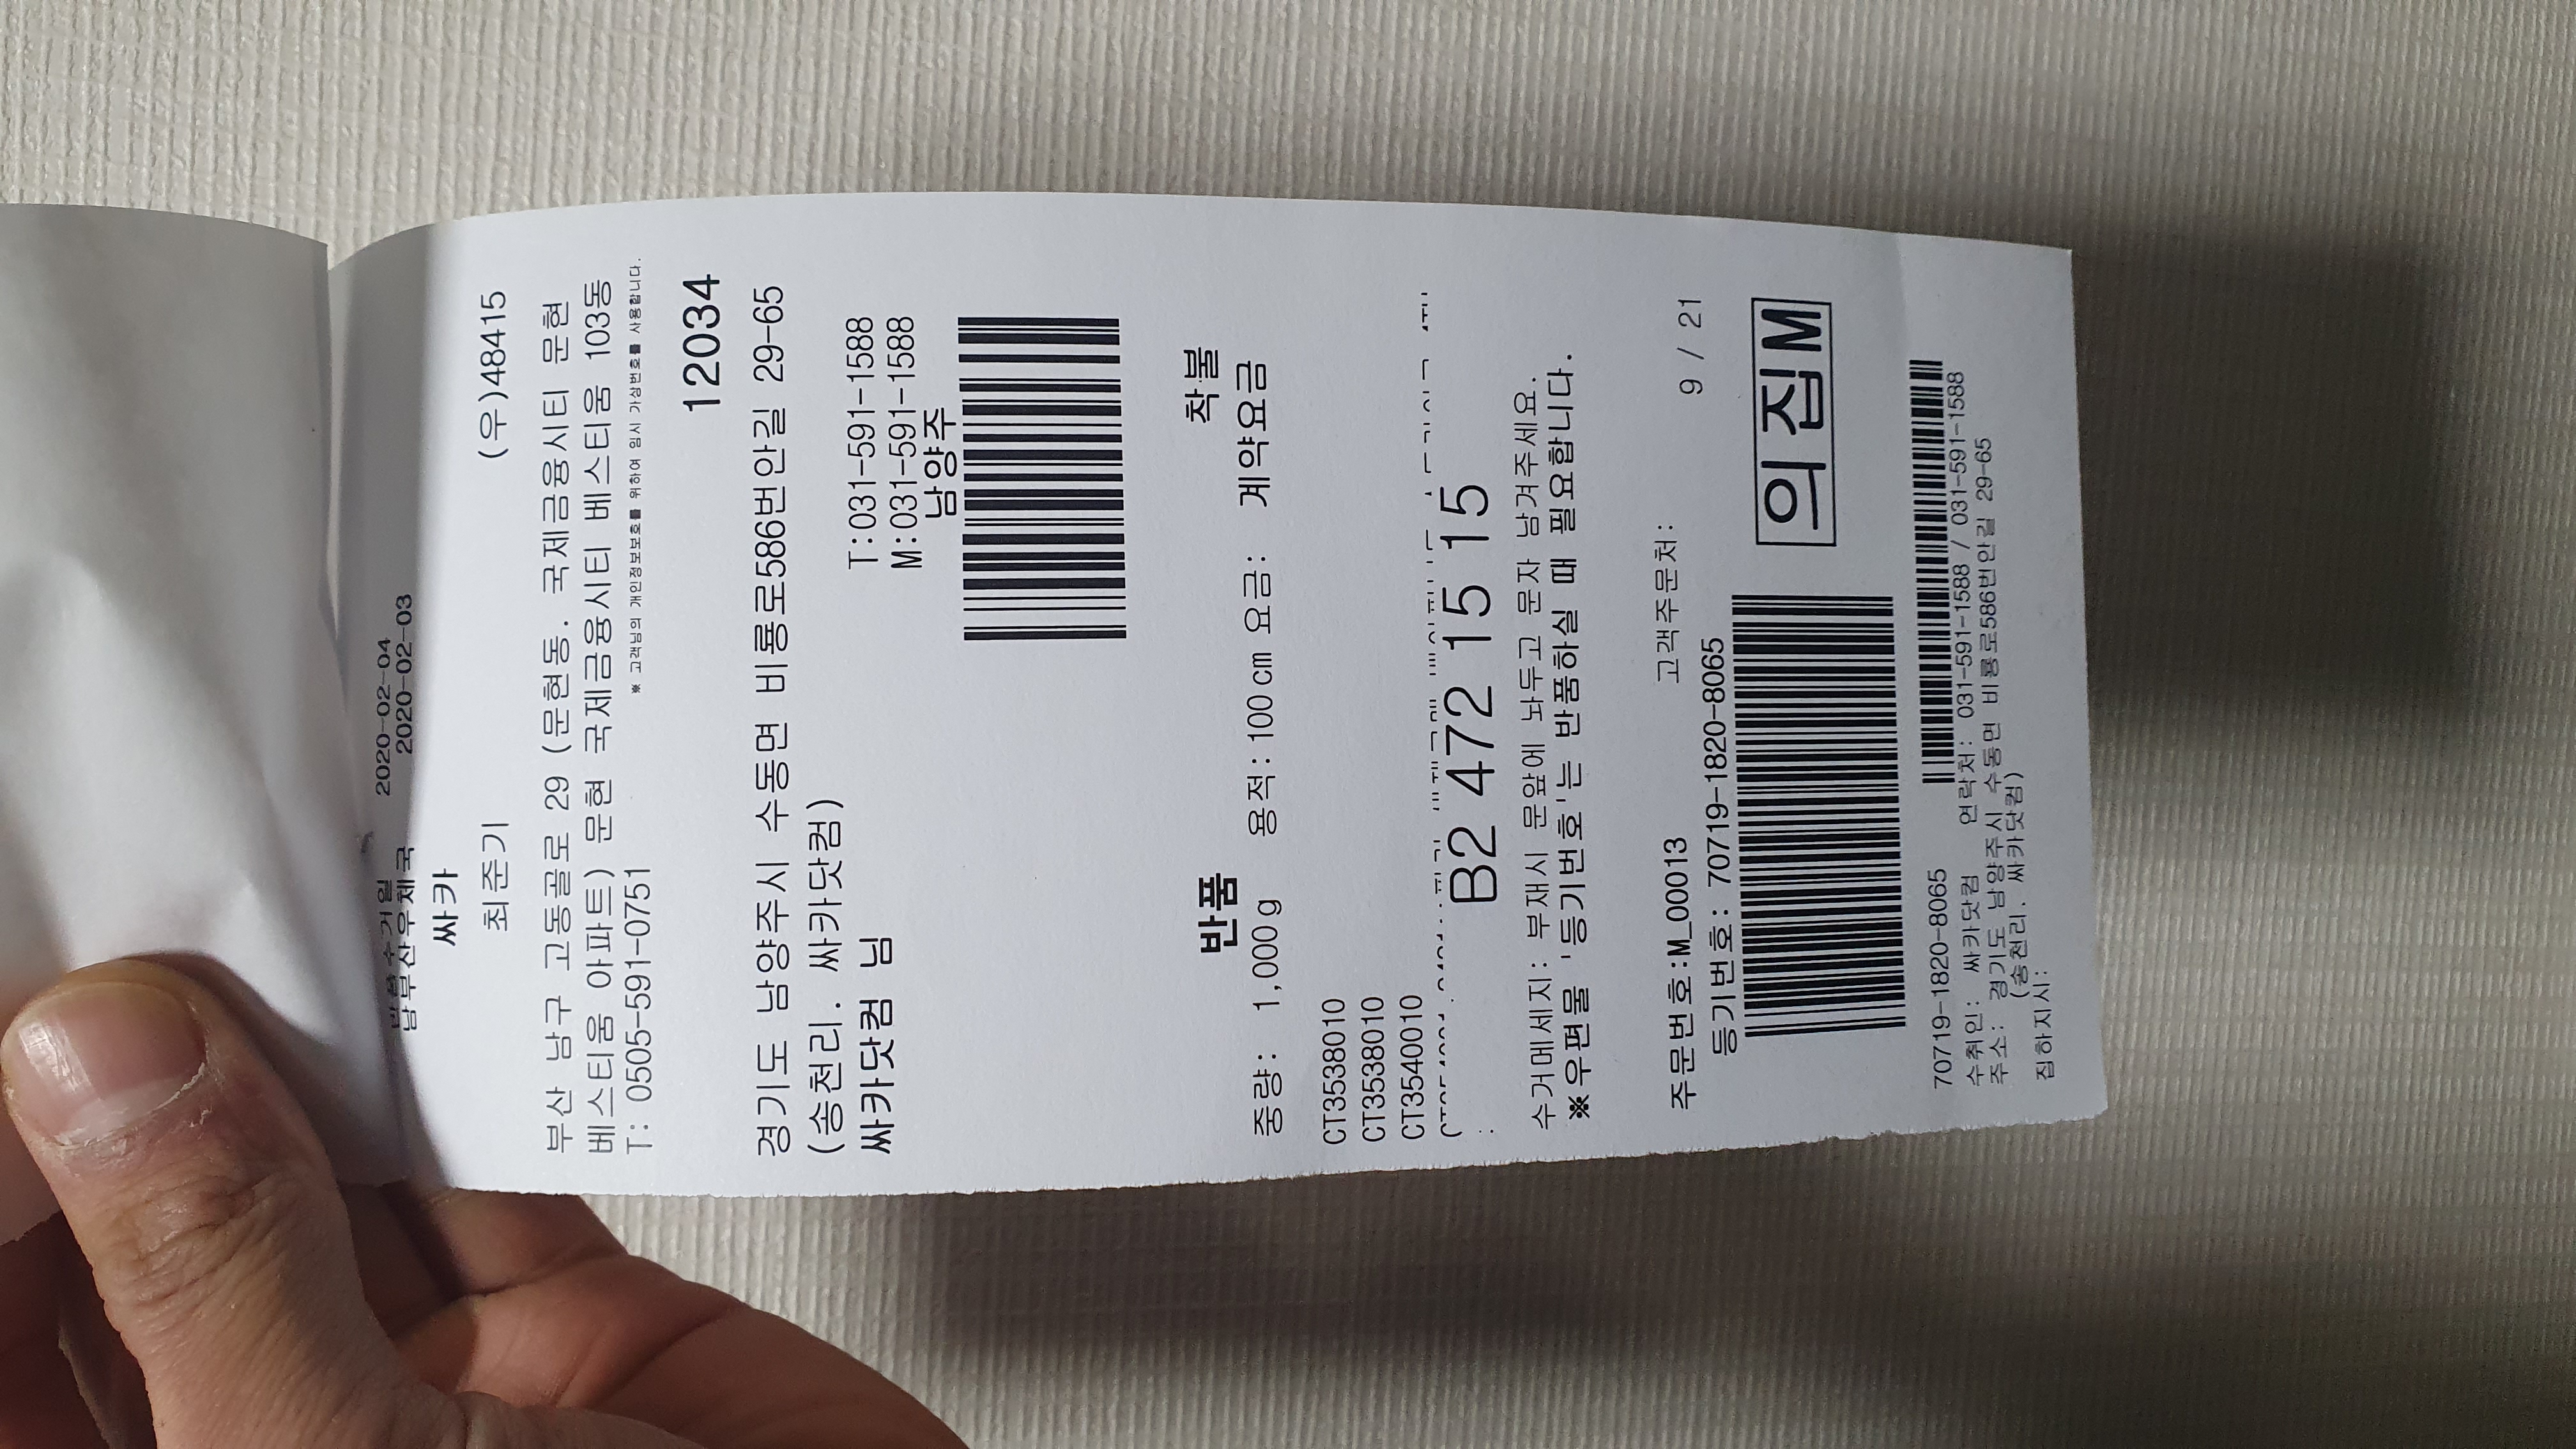 2020-02-04
남부산우체국 2020-02-03
싸카
최준기 (우)48415
부산 남구 고동골로 29 (문현동. 국제금융시티 문현
베스티움 아파트) 문현 국제금융시티 베스티움 103동
T: 0505-591-0751 ※ 고객님의 개인정보보호를 위하여 임시 가상번호를 사용합니다.
12034
경기도 남양주시 수동면 비룡로586번안길 29-65
(송천리. 싸카닷컴)
싸카닷컴 님 T:031-591-1588
M:031-591-1588
남양주
반품 착불
중량: 1,000g 용적:100㎝ 요금: 계약요금
CT3538010
CT3538010
CT3540010
B2 472 15 15
수거메세지: 부재시 문앞에 놔두고 문자 남겨주세요.
※우편물 '등기번호'는 반품하실 때 필요합니다.
주문번호:M_00013 고객주문처: 9 / 21
등기번호: 70719-1820-8065
의집M
70719-1820-8065
수취인: 싸카닷컴 연락처: 031-591-1588 / 031-591-1588
주소: 경기도 남양주시 수동면 비룡로586번안길 29-65
(송천리. 싸카닷컴)
집하지시: